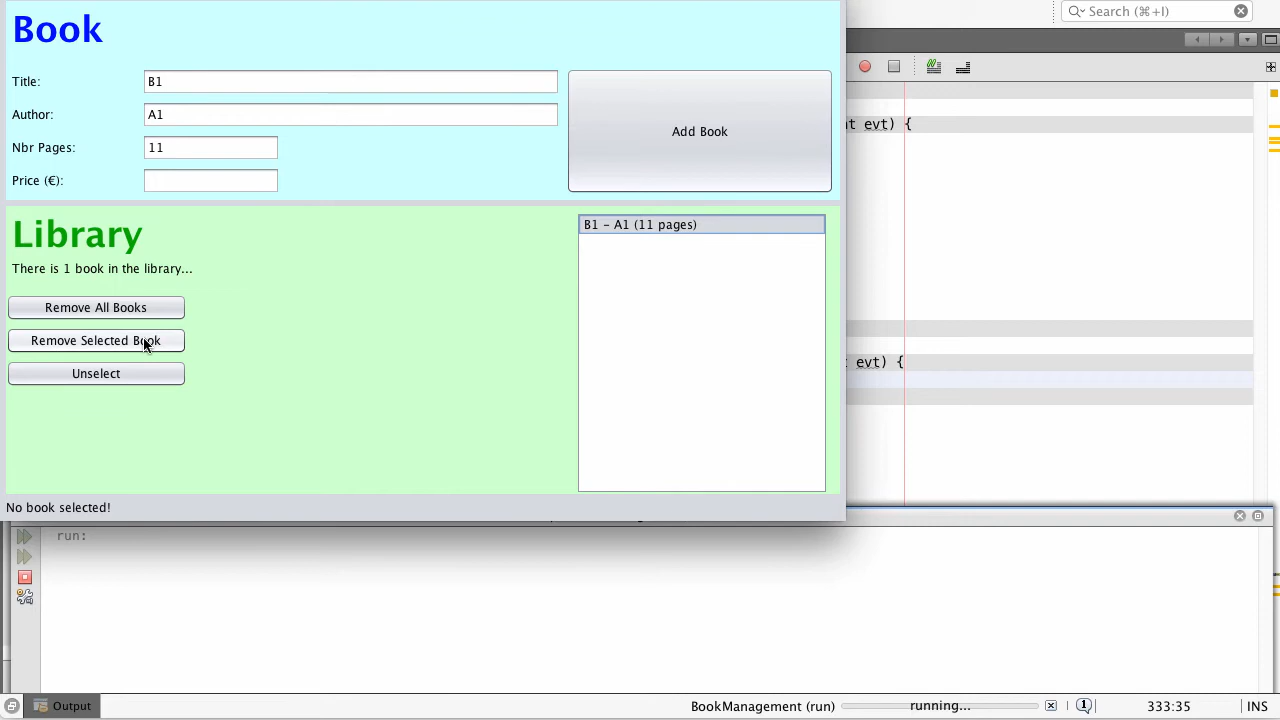 Book
Search (⌘+I)
Title: B1
Author: A1
Nbr Pages: 11
Price (€):
Add Book
evt) {
Library
There is 1 book in the library...
B1 - A1 (11 pages)
Remove All Books
Remove Selected Book
Unselect
evt) {
No book selected!
run:
Output
BookManagement (run)
running...
1
333:35
INS